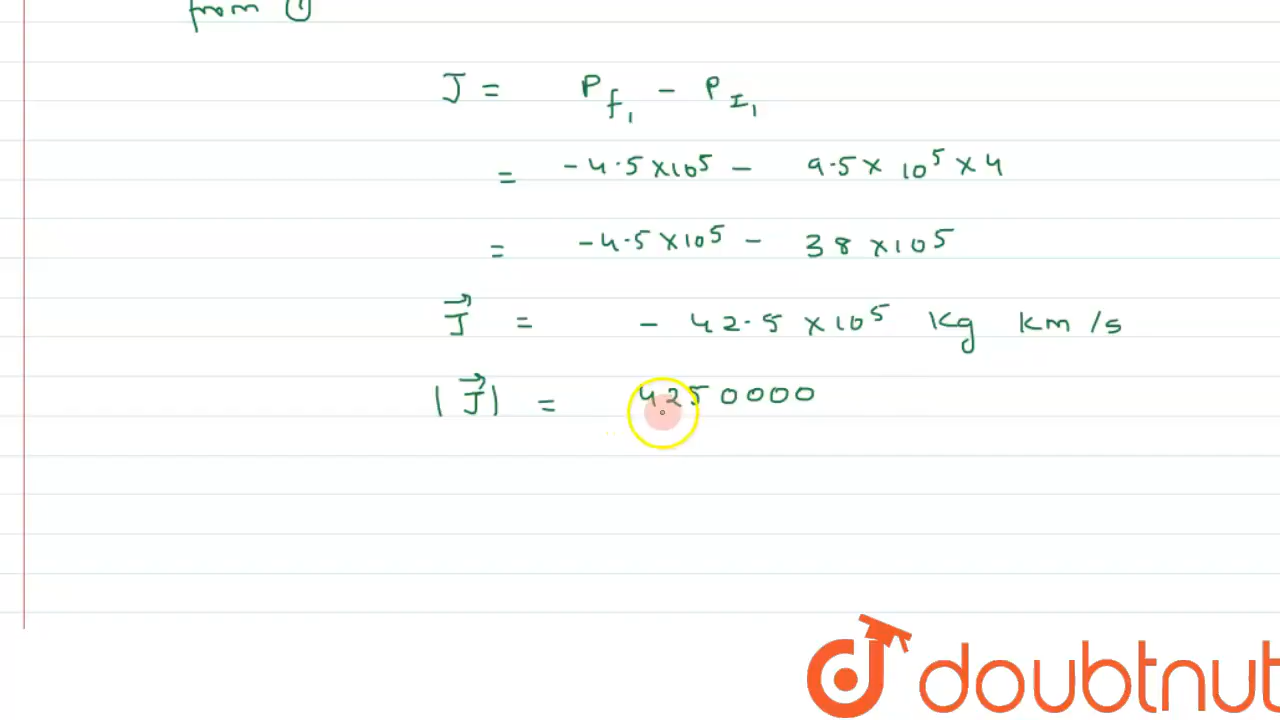 from ①
J = P_f₁ - P_I₁
= -4.5×10⁵ - 9.5× 10⁵ ×4
= -4.5×10⁵ - 38×10⁵
J⃗ = - 42.5 ×10⁵ Kg Km/s
|J⃗| = 4250000
doubtnut